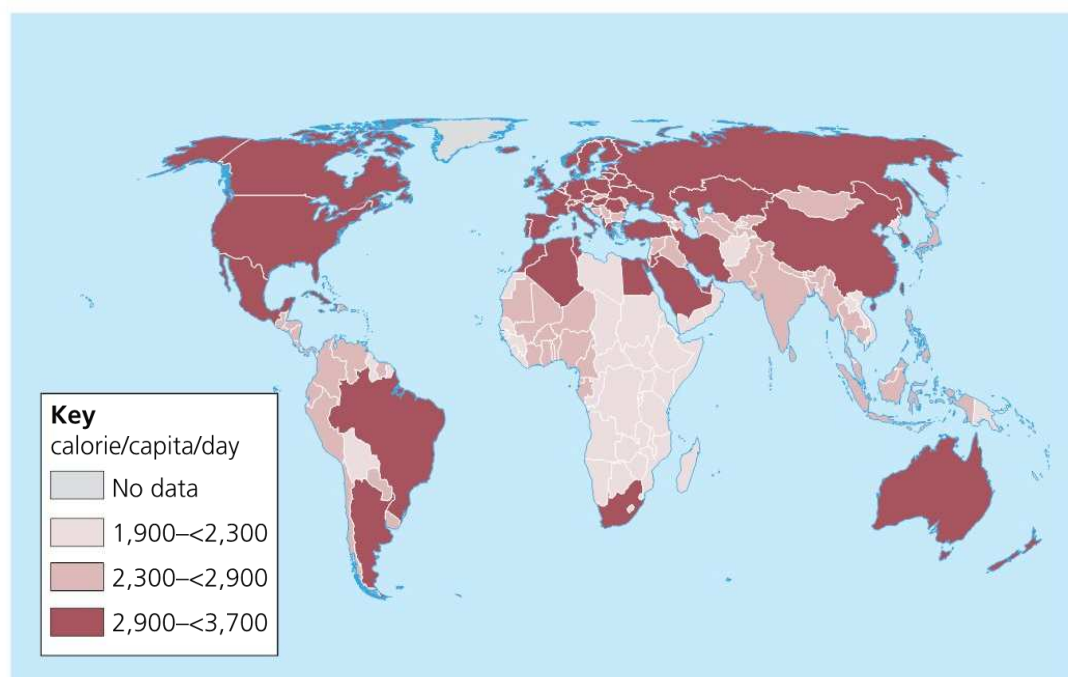 Key
calorie/capita/day
No data
1,900–<2,300
2,300–<2,900
2,900–<3,700